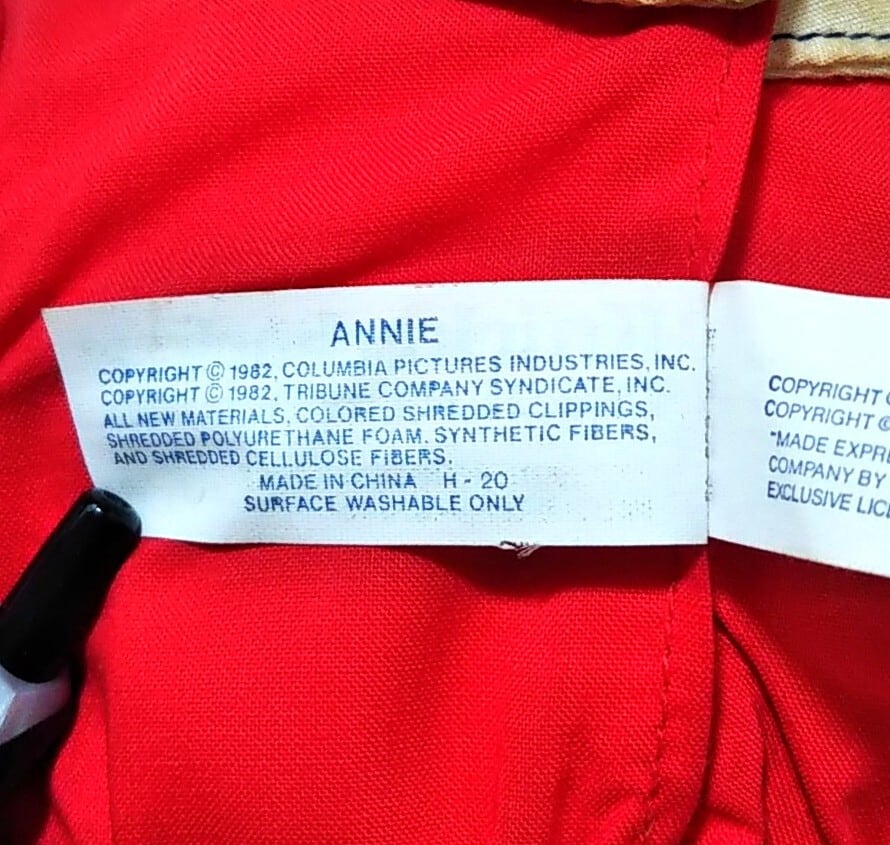 ANNIE
COPYRIGHT © 1982, COLUMBIA PICTURES INDUSTRIES, INC.
COPYRIGHT © 1982, TRIBUNE COMPANY SYNDICATE, INC.
ALL NEW MATERIALS, COLORED SHREDDED CLIPPINGS,
SHREDDED POLYURETHANE FOAM. SYNTHETIC FIBERS,
AND SHREDDED CELLULOSE FIBERS.
MADE IN CHINA H - 20
SURFACE WASHABLE ONLY
COPYRIGHT
COPYRIGHT ©
"MADE
COMPANY BY
EXCLUSIVE